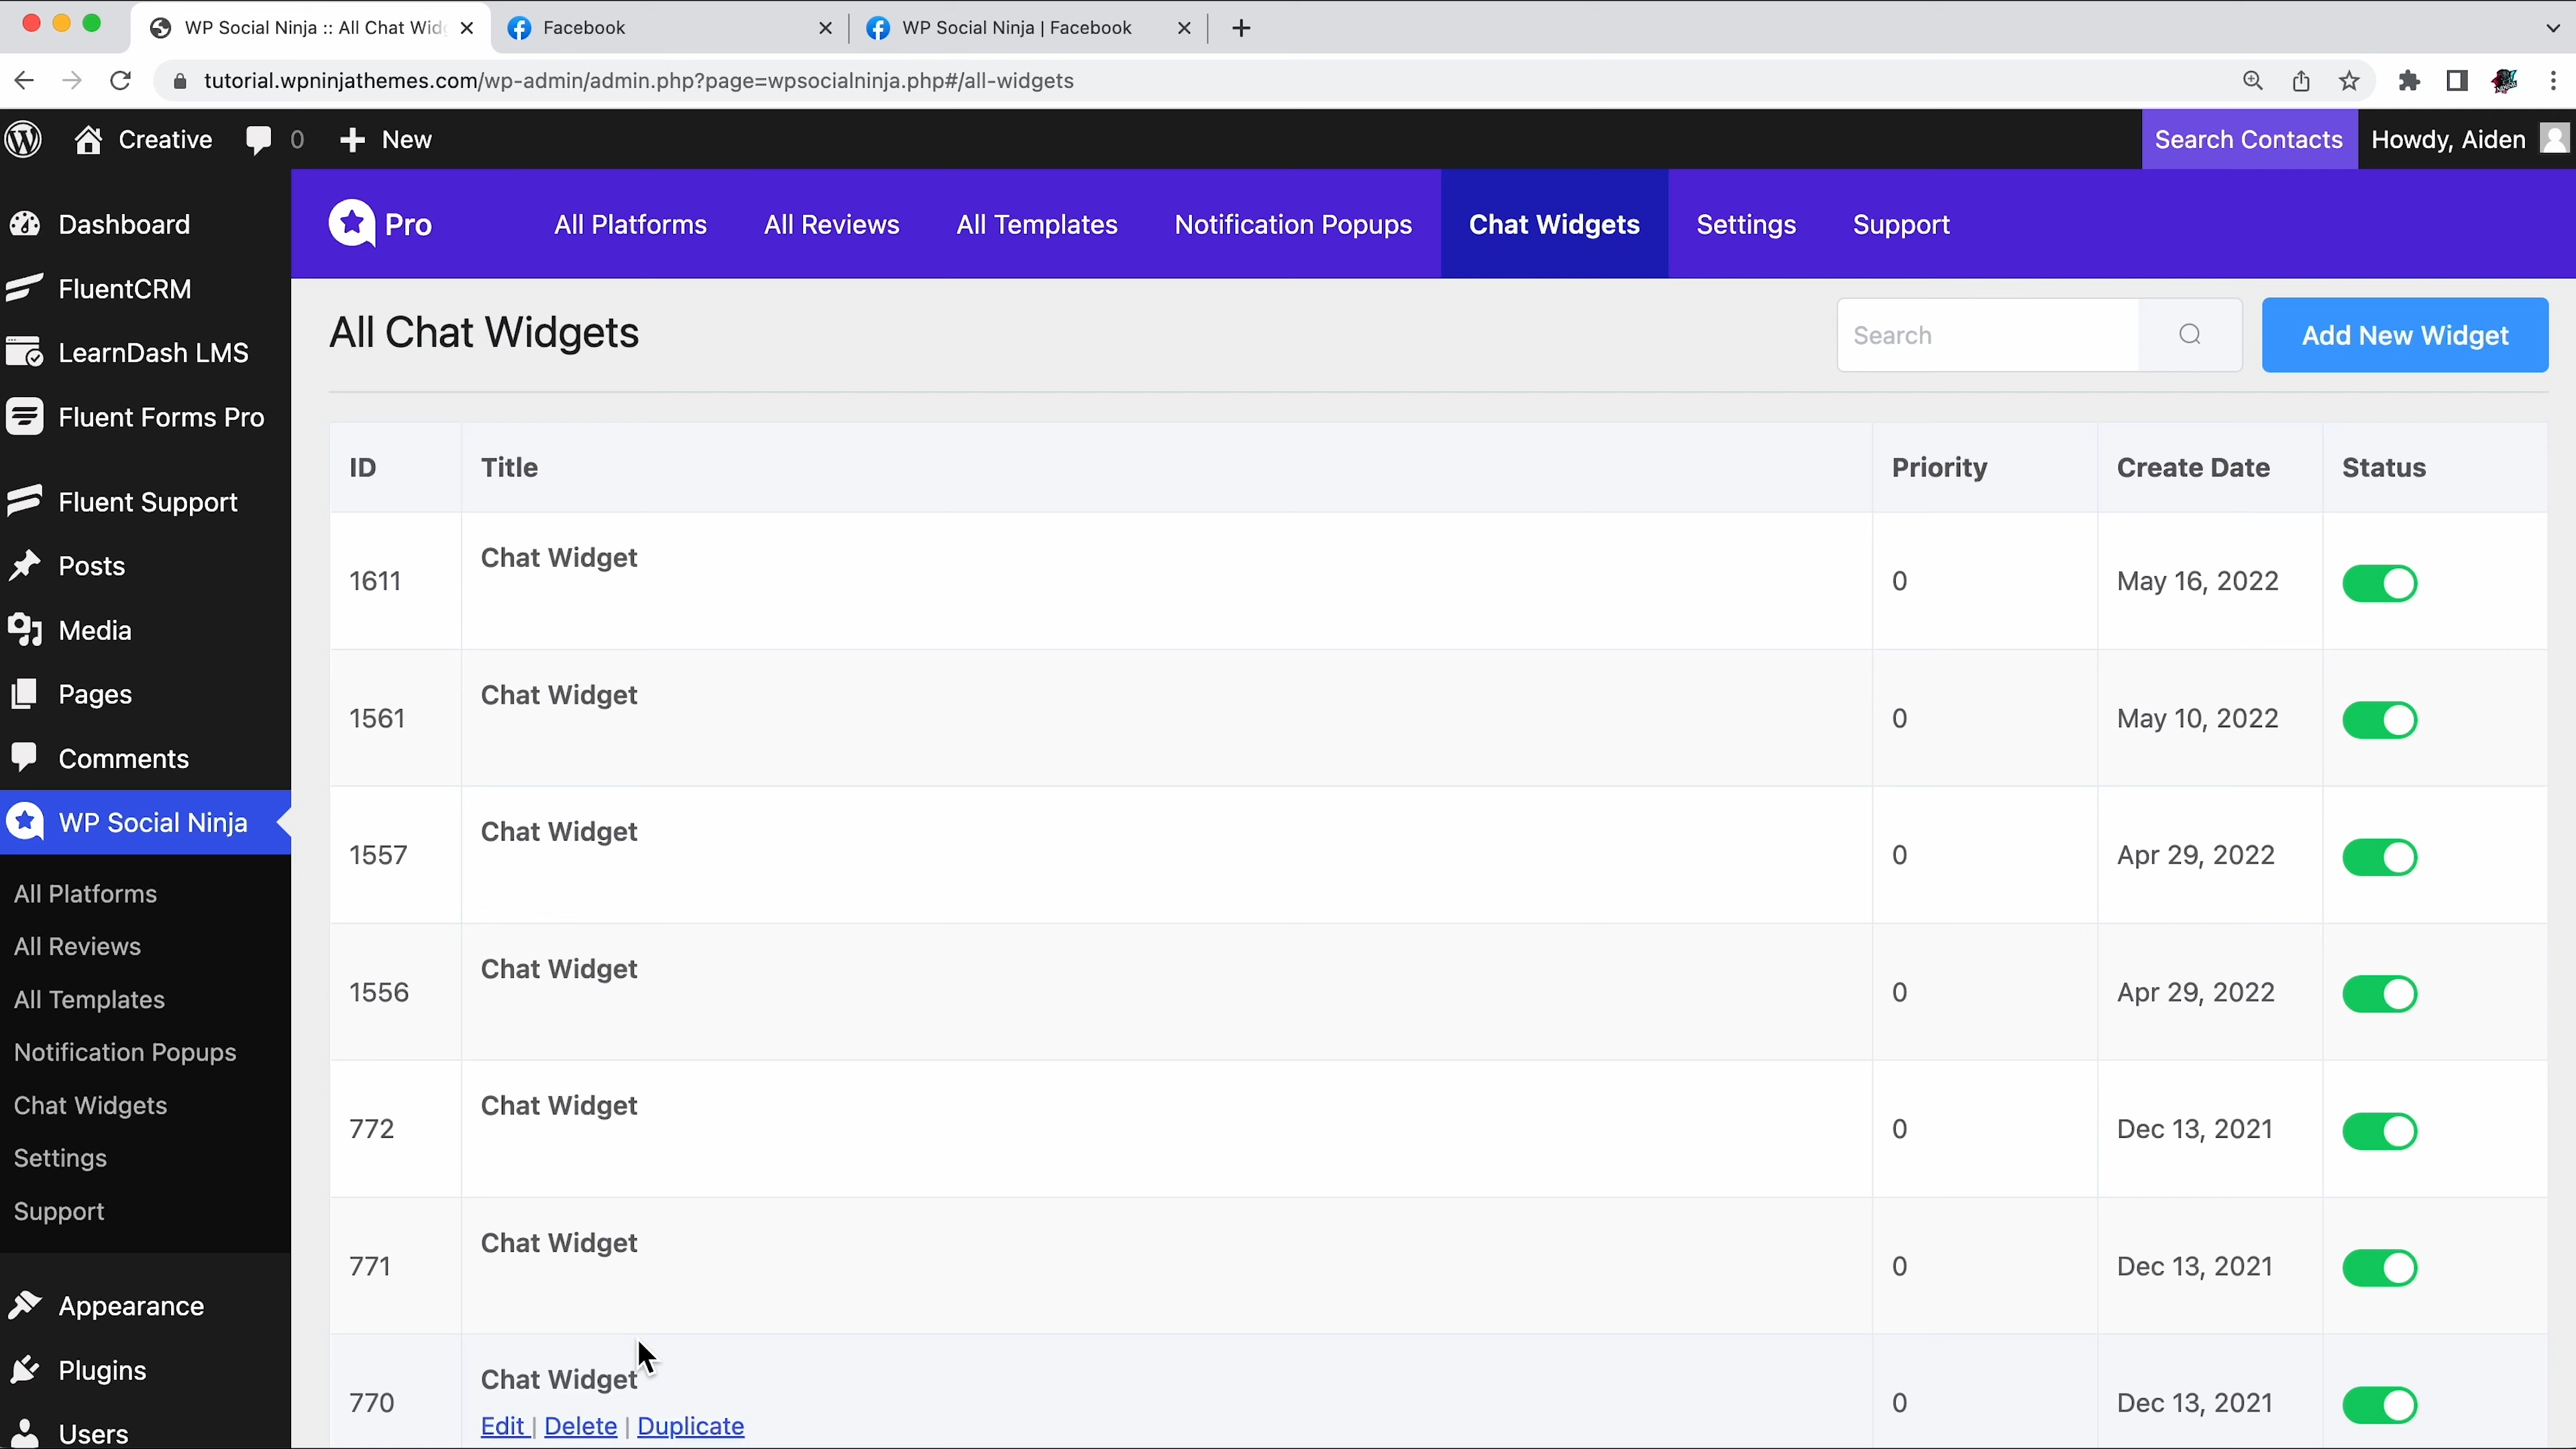 WP Social Ninja :: All Chat Wid
Facebook
WP Social Ninja | Facebook
tutorial.wpninjathemes.com/wp-admin/admin.php?page=wpsocialninja.php#/all-widgets
Creative
0
New
Search Contacts
Howdy, Aiden
Dashboard
FluentCRM
LearnDash LMS
Fluent Forms Pro
Fluent Support
Posts
Media
Pages
Comments
WP Social Ninja
All Platforms
All Reviews
All Templates
Notification Popups
Chat Widgets
Settings
Support
Appearance
Plugins
Users
Pro
All Platforms
All Reviews
All Templates
Notification Popups
Chat Widgets
Settings
Support
All Chat Widgets
Search
Add New Widget
ID Title Priority Create Date Status
1611 Chat Widget 0 May 16, 2022
1561 Chat Widget 0 May 10, 2022
1557 Chat Widget 0 Apr 29, 2022
1556 Chat Widget 0 Apr 29, 2022
772 Chat Widget 0 Dec 13, 2021
771 Chat Widget 0 Dec 13, 2021
770 Chat Widget 0 Dec 13, 2021
Edit | Delete | Duplicate